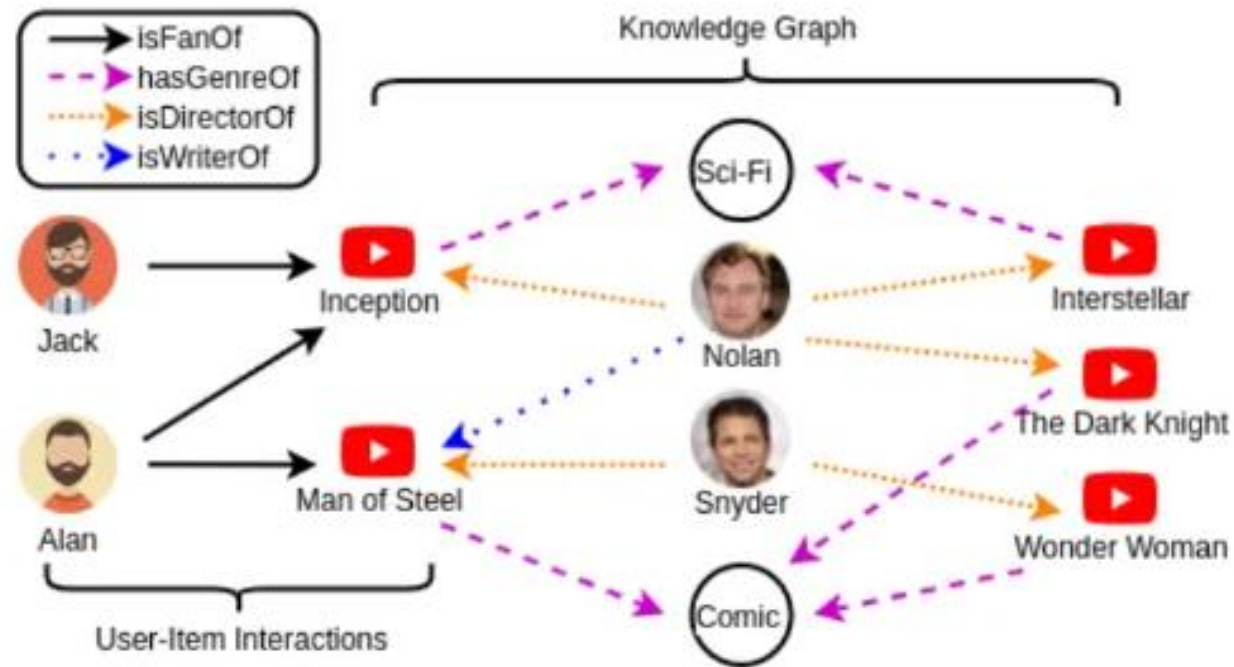 isFanOf
hasGenreOf
isDirectorOf
isWriterOf
Knowledge Graph
Sci-Fi
Jack
Inception
Nolan
Interstellar
The Dark Knight
Alan
Man of Steel
Snyder
Wonder Woman
Comic
User-Item Interactions